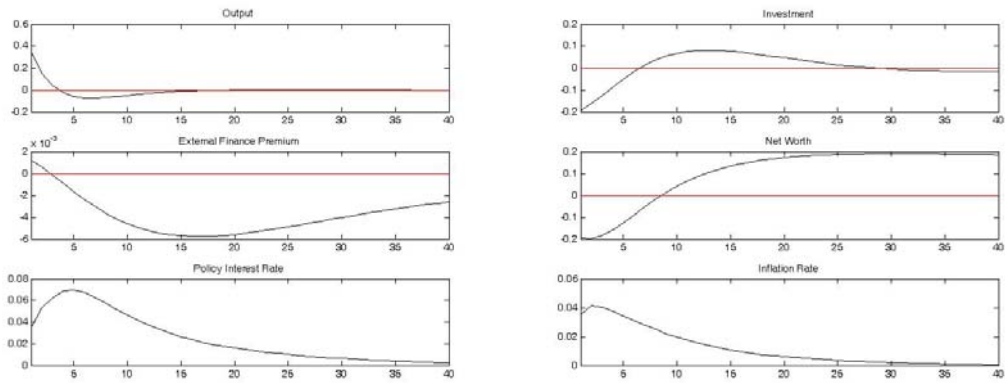 Output
0.6
0.4
0.2
0
-0.2
5 10 15 20 25 30 35 40
Investment
0.2
0.1
0
-0.1
-0.2
5 10 15 20 25 30 35 40
External Finance Premium
× 10⁻³
2
0
-2
-4
-6
5 10 15 20 25 30 35 40
Net Worth
0.2
0.1
0
-0.1
-0.2
5 10 15 20 25 30 35 40
Policy Interest Rate
0.08
0.06
0.04
0.02
0
5 10 15 20 25 30 35 40
Inflation Rate
0.06
0.04
0.02
0
5 10 15 20 25 30 35 40